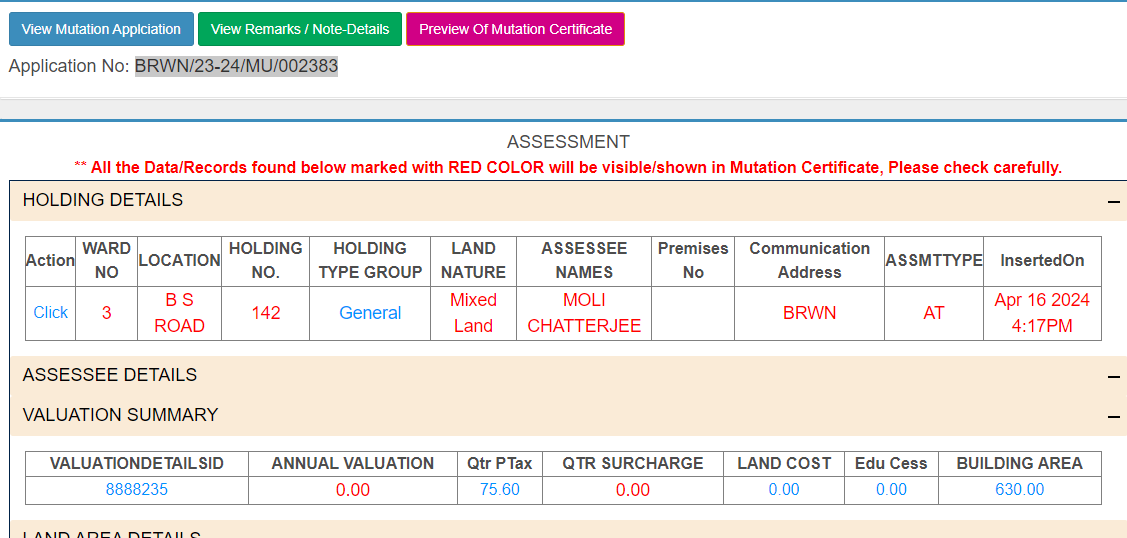 View Mutation Applciation View Remarks / Note-Details Preview Of Mutation Certificate
Application No: BRWN/23-24/MU/002383
ASSESSMENT
** All the Data/Records found below marked with RED COLOR will be visible/shown in Mutation Certificate, Please check carefully.
HOLDING DETAILS
Action WARD NO LOCATION HOLDING NO. HOLDING TYPE GROUP LAND NATURE ASSESSEE NAMES Premises No Communication Address ASSMTTYPE InsertedOn
Click 3 B S ROAD 142 General Mixed Land MOLI CHATTERJEE BRWN AT Apr 16 2024 4:17PM
ASSESSEE DETAILS
VALUATION SUMMARY
VALUATIONDETAILSID ANNUAL VALUATION Qtr PTax QTR SURCHARGE LAND COST Edu Cess BUILDING AREA
8888235 0.00 75.60 0.00 0.00 0.00 630.00
LAND AREA DETAILS